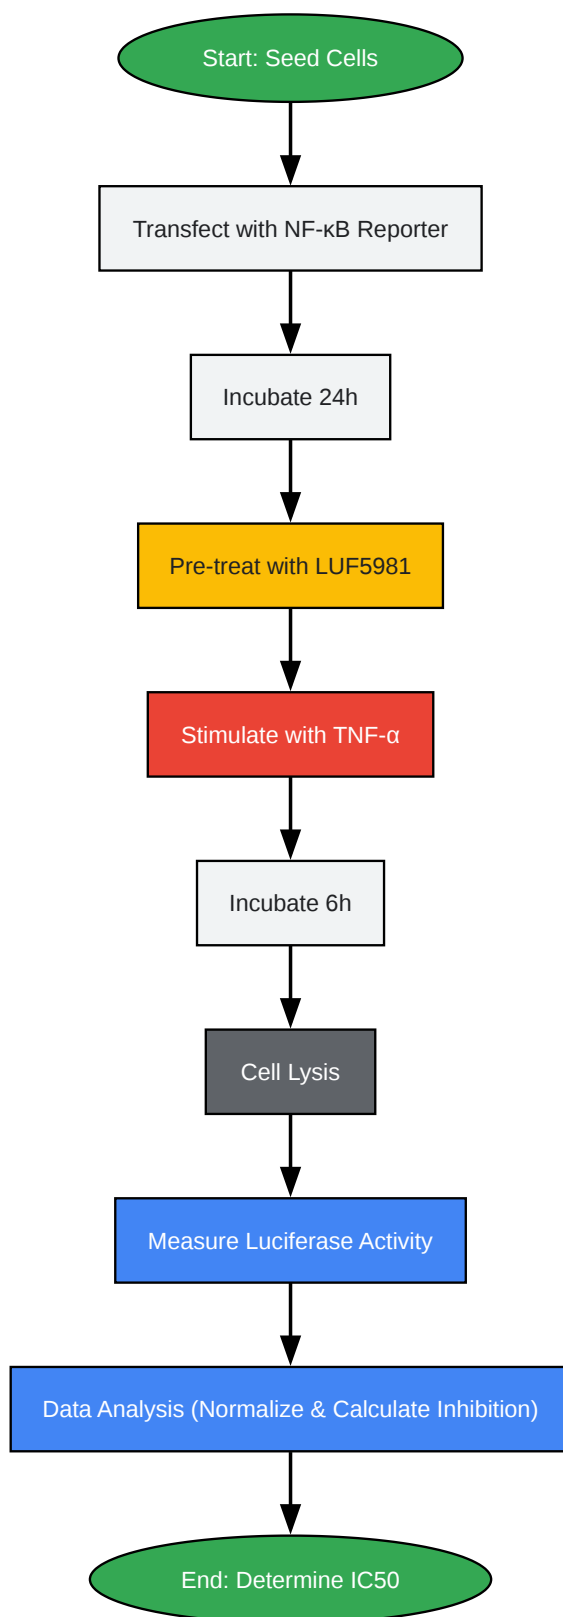 Start: Seed Cells
Transfect with NF-κB Reporter
Incubate 24h
Pre-treat with LUF5981
Stimulate with TNF-α
Incubate 6h
Cell Lysis
Measure Luciferase Activity
Data Analysis (Normalize & Calculate Inhibition)
End: Determine IC50